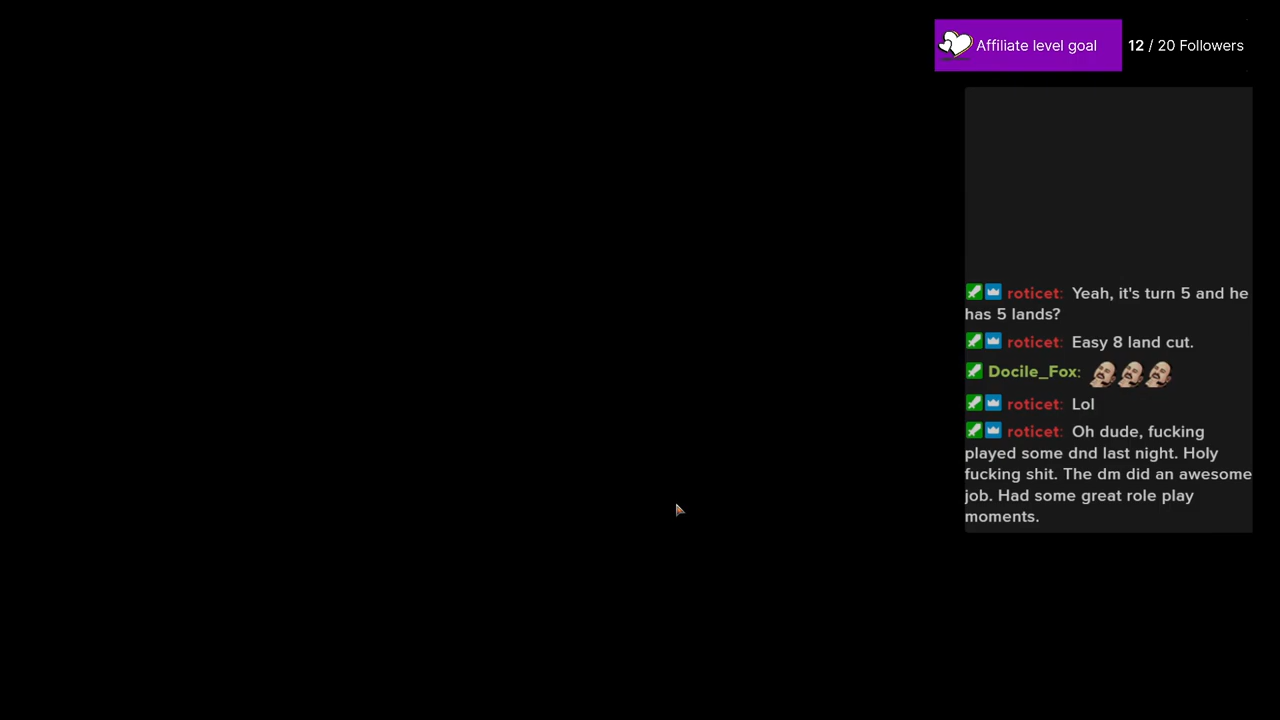 Affiliate level goal 12 / 20 Followers
roticet: Yeah, it's turn 5 and he
has 5 lands?
roticet: Easy 8 land cut.
Docile_Fox:
roticet: Lol
roticet: Oh dude, fucking
played some dnd last night. Holy
fucking shit. The dm did an awesome
job. Had some great role play
moments.